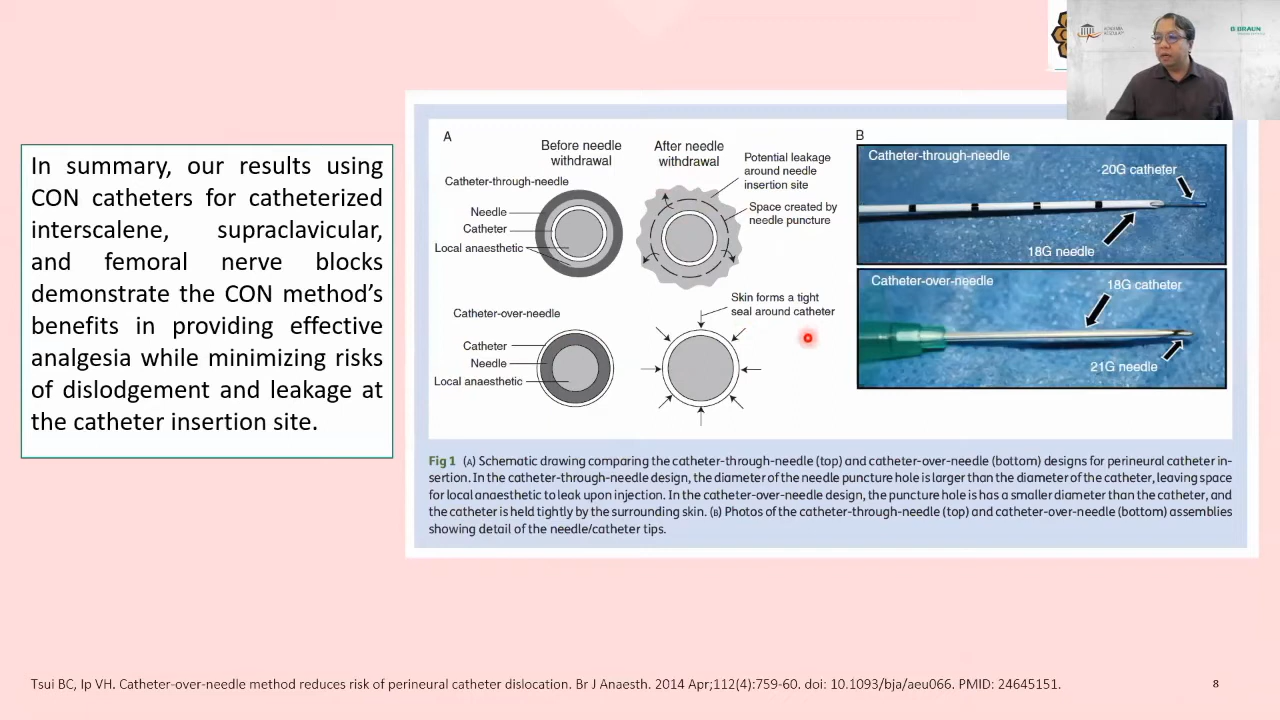 In summary, our results using
CON catheters for catheterized
interscalene, supraclavicular,
and femoral nerve blocks
demonstrate the CON method's
benefits in providing effective
analgesia while minimizing risks
of dislodgement and leakage at
the catheter insertion site.
A
Before needle
withdrawal
After needle
withdrawal
Catheter-through-needle
Needle
Catheter
Local anaesthetic
Potential leakage
around needle
insertion site
Space created by
needle puncture
Catheter-over-needle
Catheter
Needle
Local anaesthetic
Skin forms a tight
seal around catheter
B
Catheter-through-needle
20G catheter
18G needle
Catheter-over-needle
18G catheter
21G needle
Fig 1 (A) Schematic drawing comparing the catheter-through-needle (top) and catheter-over-needle (bottom) designs for perineural catheter in-
sertion. In the catheter-through-needle design, the diameter of the needle puncture hole is larger than the diameter of the catheter, leaving space
for local anaesthetic to leak upon injection. In the catheter-over-needle design, the puncture hole is has a smaller diameter than the catheter, and
the catheter is held tightly by the surrounding skin. (B) Photos of the catheter-through-needle (top) and catheter-over-needle (bottom) assemblies
showing detail of the needle/catheter tips.
B|BRAUN
Tsui BC, Ip VH. Catheter-over-needle method reduces risk of perineural catheter dislocation. Br J Anaesth. 2014 Apr;112(4):759-60. doi: 10.1093/bja/aeu066. PMID: 24645151.
8